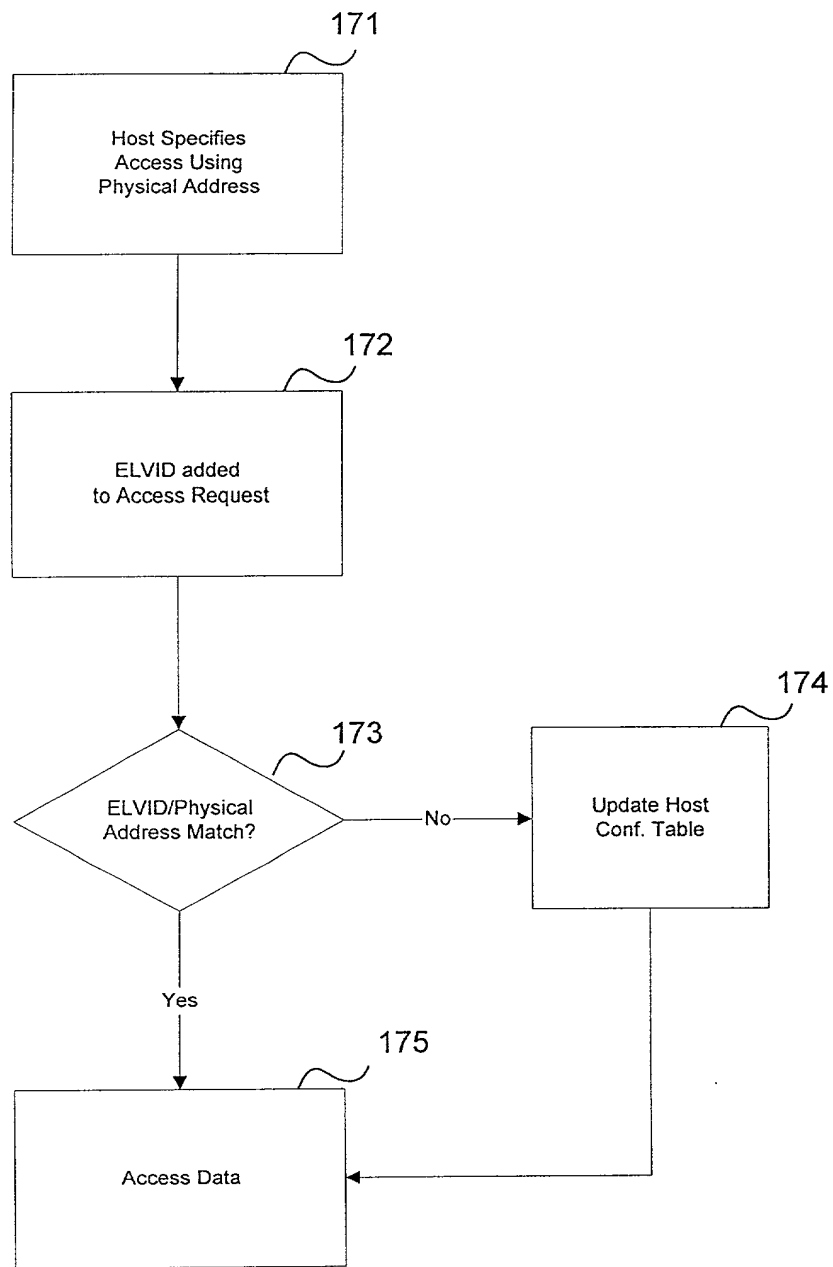 171
Host Specifies
Access Using
Physical Address
172
ELVID added
to Access Request
173
ELVID/Physical
Address Match?
No
174
Update Host
Conf. Table
Yes
175
Access Data